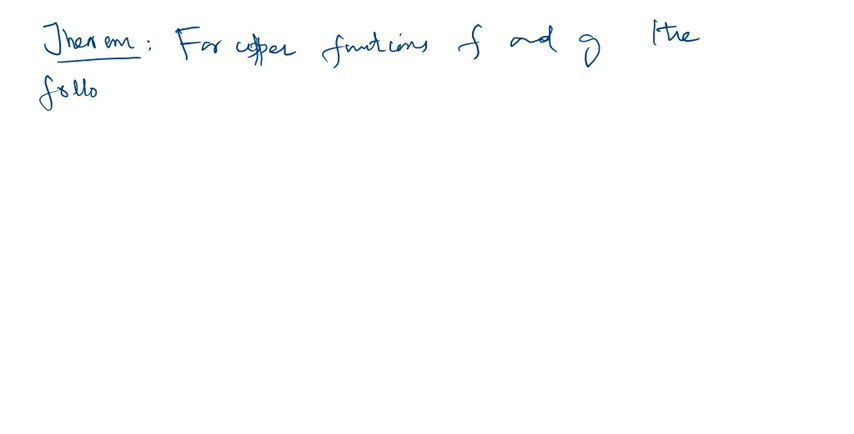 Theorem : For upper functions f and g the
follo